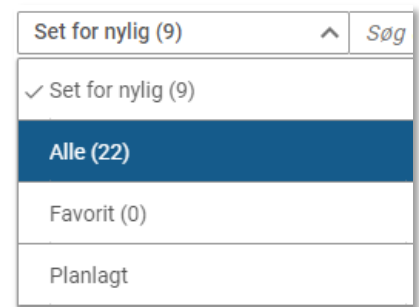 Set for nylig (9) Søg
Set for nylig (9)
Alle (22)
Favorit (0)
Planlagt